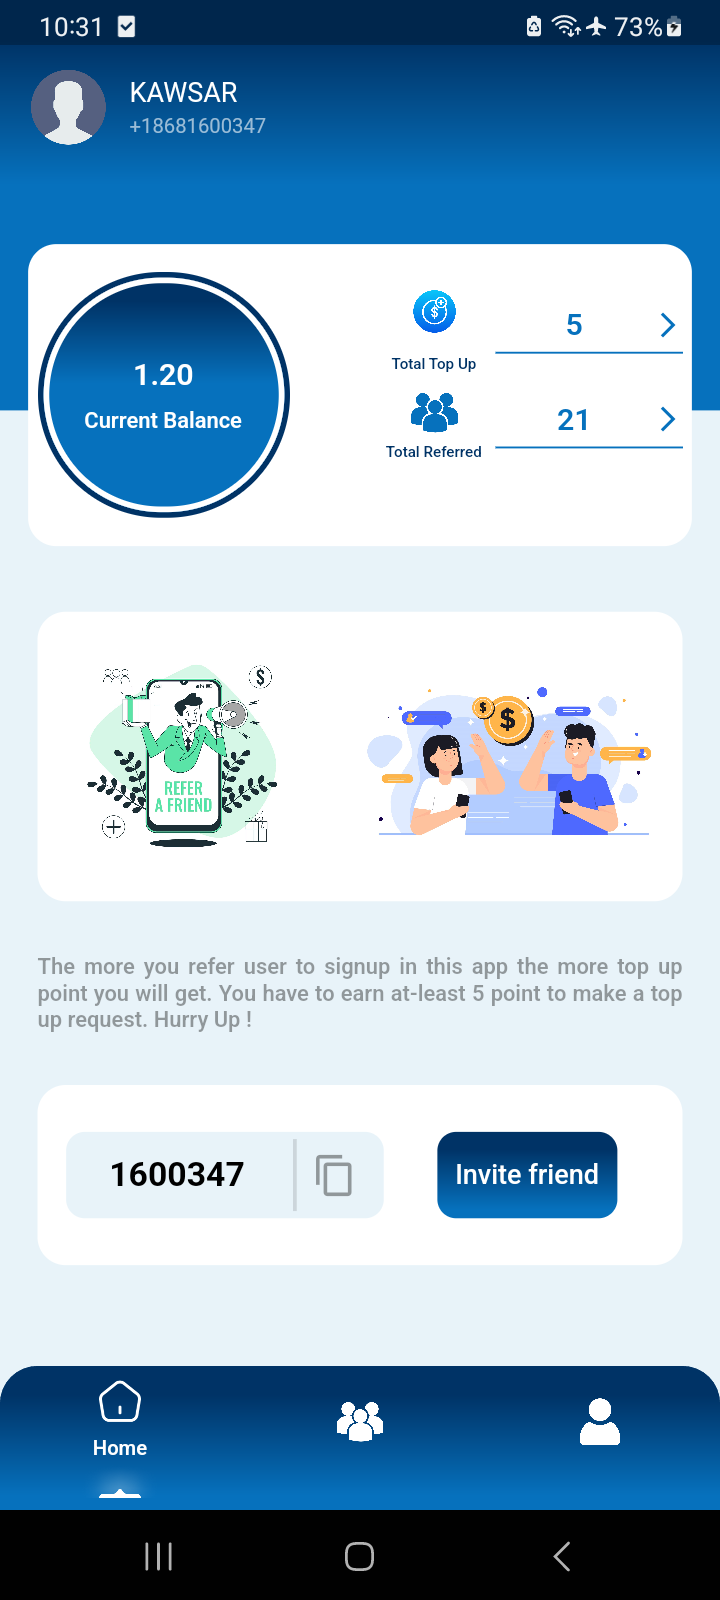 10:31
73%
KAWSAR
+18681600347
1.20
Current Balance
5
Total Top Up
21
Total Referred
REFER
A FRIEND
The more you refer user to signup in this app the more top up
point you will get. You have to earn at-least 5 point to make a top
up request. Hurry Up !
1600347
Invite friend
Home